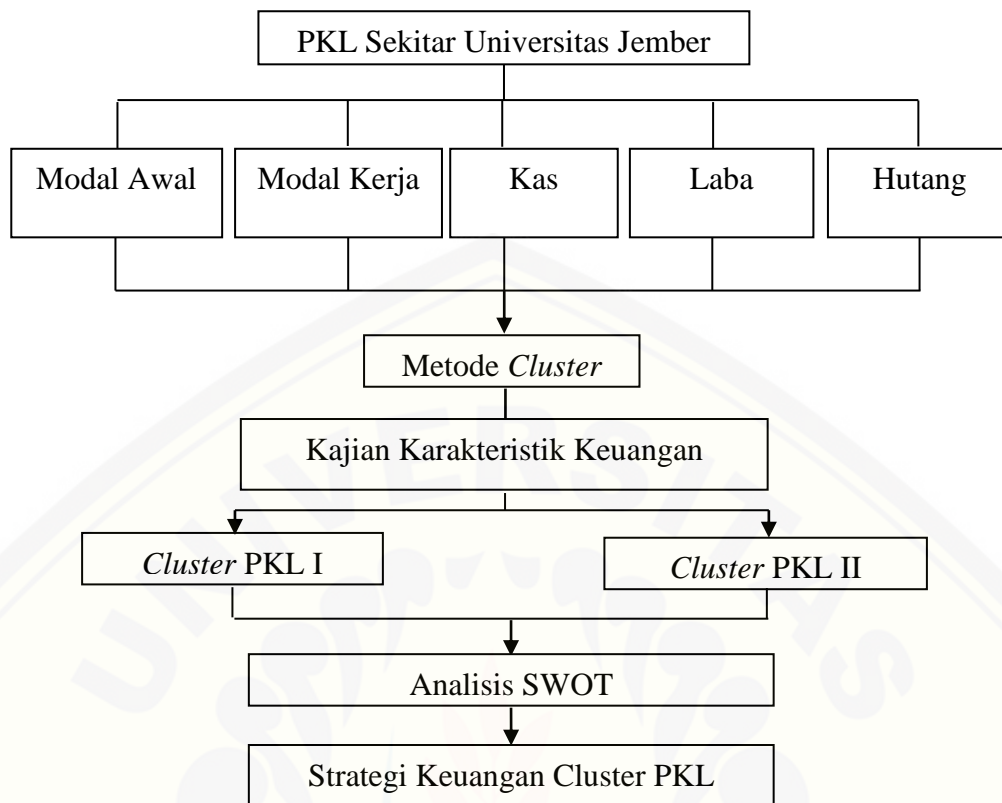 PKL Sekitar Universitas Jember
Modal Awal
Modal Kerja
Kas
Laba
Hutang
Metode Cluster
Kajian Karakteristik Keuangan
Cluster PKL I
Cluster PKL II
Analisis SWOT
Strategi Keuangan Cluster PKL
UNIVERSITAS